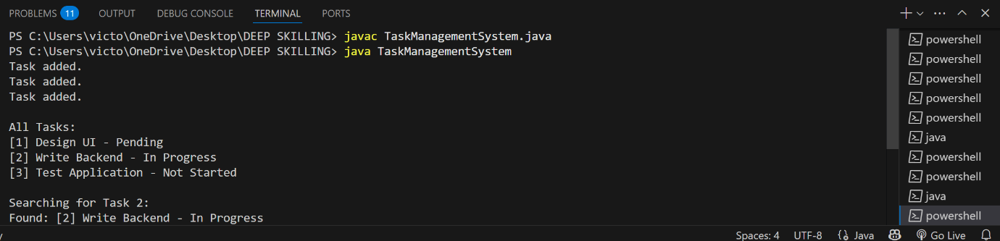 PROBLEMS 11 OUTPUT DEBUG CONSOLE TERMINAL PORTS
PS C:\Users\victo\OneDrive\Desktop\DEEP SKILLING> javac TaskManagementSystem.java
PS C:\Users\victo\OneDrive\Desktop\DEEP SKILLING> java TaskManagementSystem
Task added.
Task added.
Task added.
All Tasks:
[1] Design UI - Pending
[2] Write Backend - In Progress
[3] Test Application - Not Started
Searching for Task 2:
Found: [2] Write Backend - In Progress
powershell
powershell
powershell
powershell
powershell
java
powershell
powershell
java
powershell
Spaces: 4 UTF-8 Java Go Live